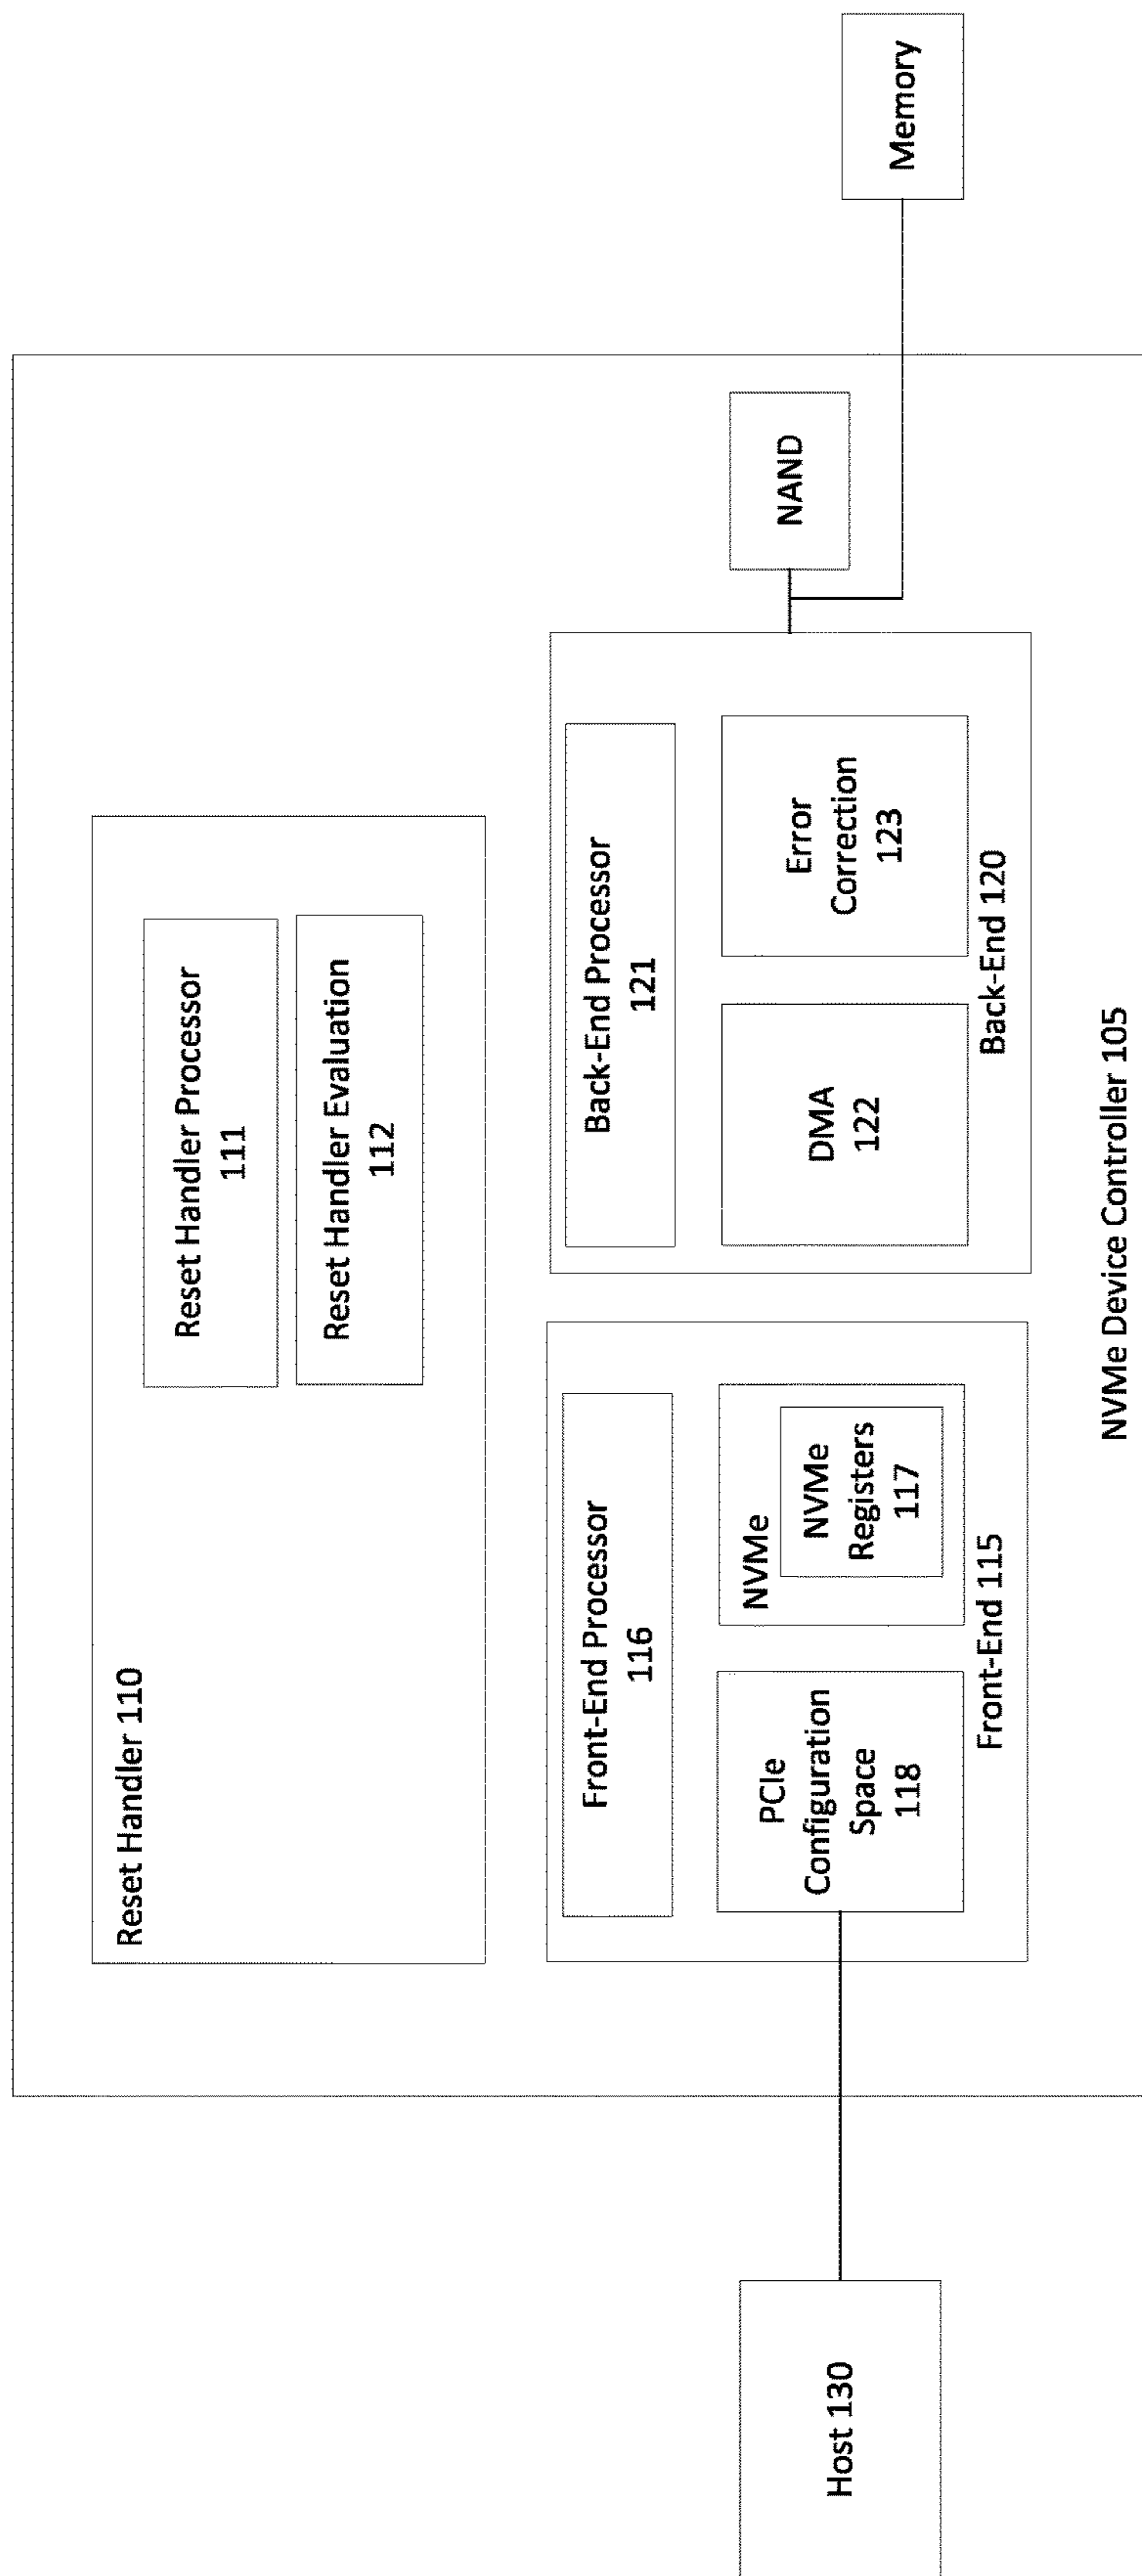 Reset Handler 110
Reset Handler Processor
111
Reset Handler Evaluation
112
Front-End Processor
116
PCIe
Configuration
Space
118
NVMe
NVMe
Registers
117
Front-End 115
Back-End Processor
121
DMA
122
Error
Correction
123
Back-End 120
NAND
Memory
Host 130
NVMe Device Controller 105